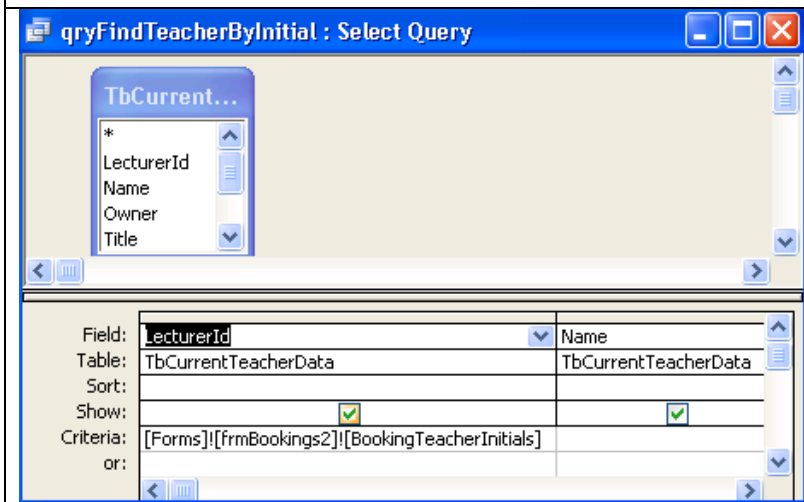 qryFindTeacherByInitial : Select Query
TbCurrent...
*
LecturerId
Name
Owner
Title
Field: LecturerId Name
Table: TbCurrentTeacherData TbCurrentTeacherData
Sort:
Show:
Criteria: [Forms]![frmBookings2]![BookingTeacherInitials]
or: